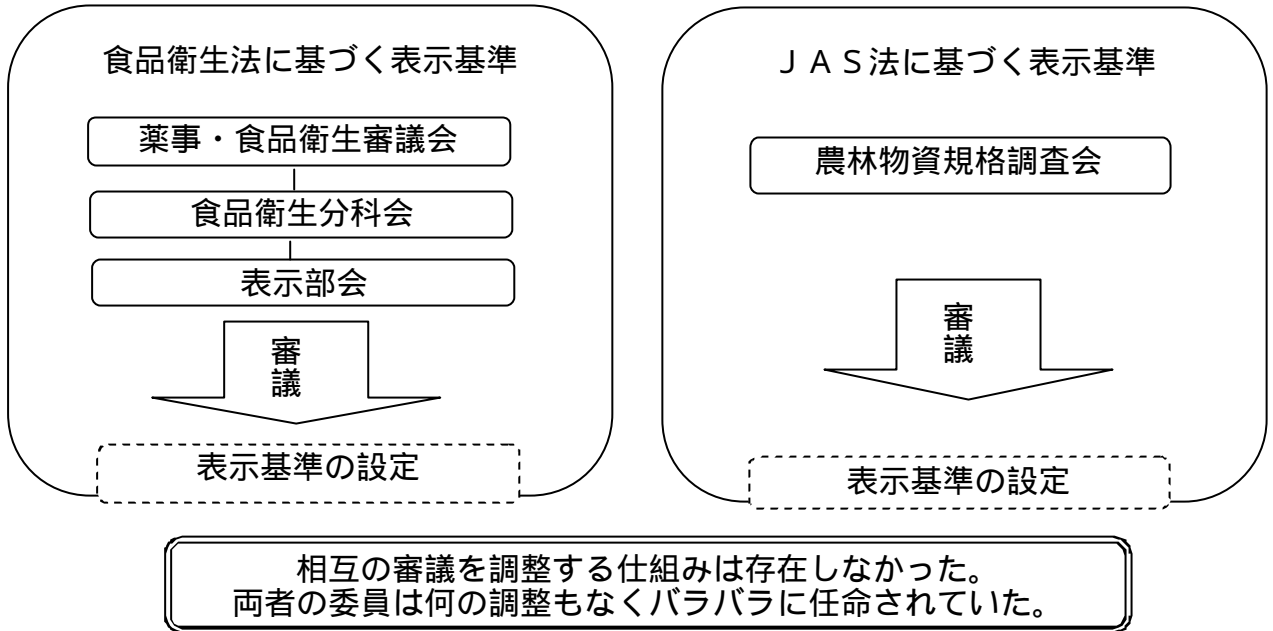 食品衛生法に基づく表示基準
薬事・食品衛生審議会
食品衛生分科会
表示部会
審議
表示基準の設定
ＪＡＳ法に基づく表示基準
農林物資規格調査会
審議
表示基準の設定
相互の審議を調整する仕組みは存在しなかった。
両者の委員は何の調整もなくバラバラに任命されていた。